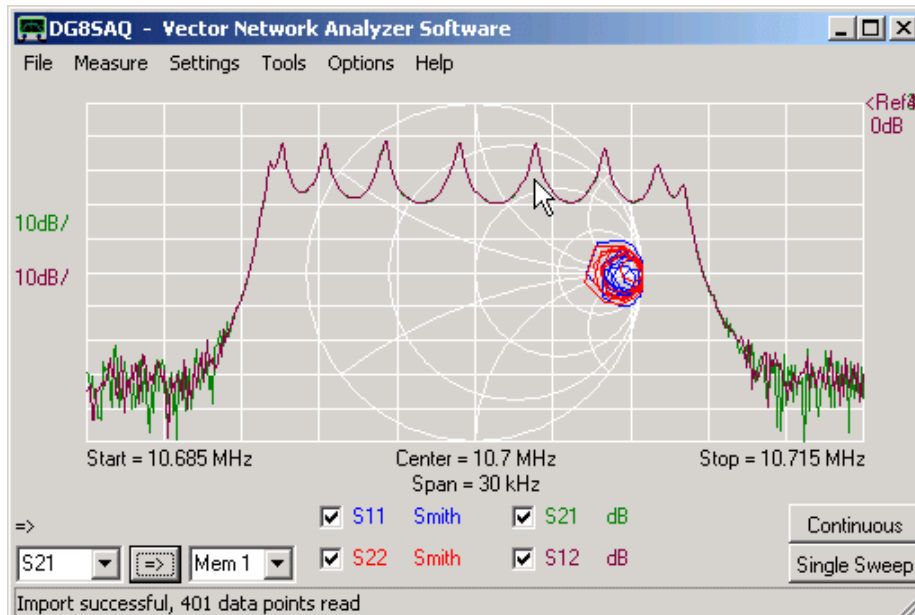 DG8SAQ - Vector Network Analyzer Software
File Measure Settings Tools Options Help
<Ref
0dB
10dB/
10dB/
Start = 10.685 MHz Center = 10.7 MHz Stop = 10.715 MHz
Span = 30 kHz
=>
S11 Smith S21 dB
Continuous
S21 => Mem 1 S22 Smith S12 dB
Single Sweep
Import successful, 401 data points read